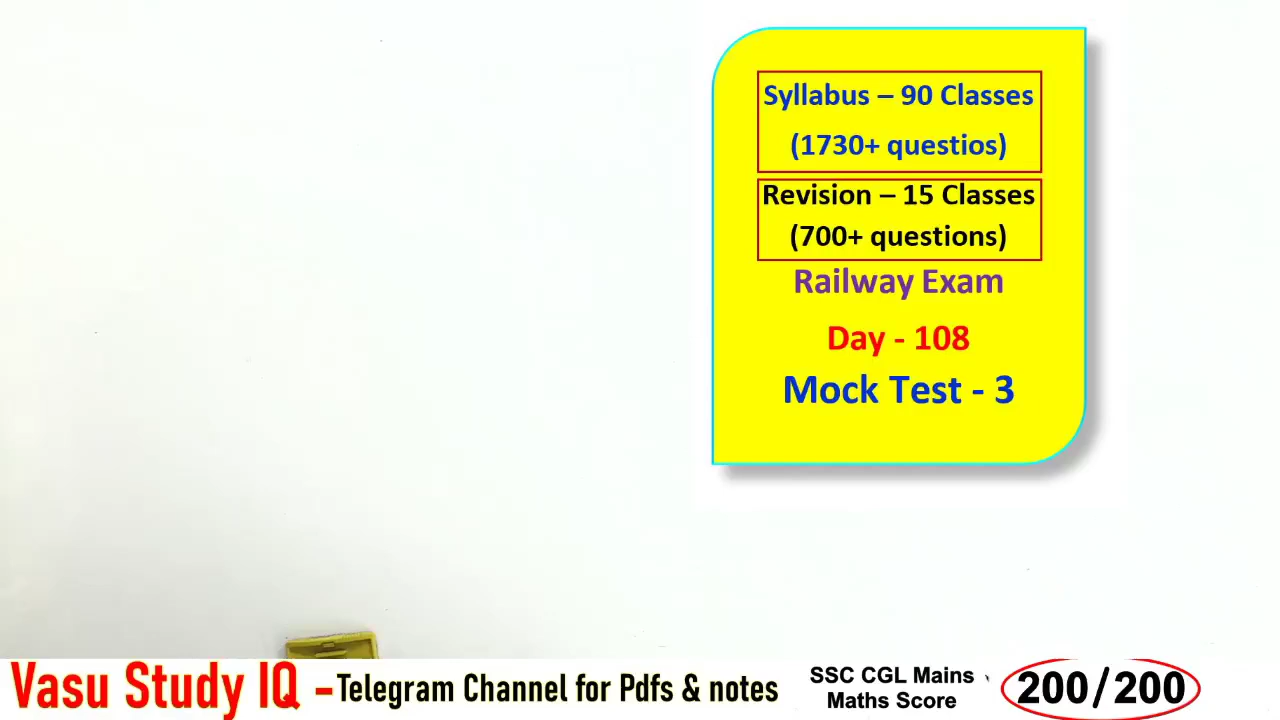 Syllabus – 90 Classes
(1730+ questios)
Revision – 15 Classes
(700+ questions)
Railway Exam
Day - 108
Mock Test - 3
Vasu Study IQ – Telegram Channel for Pdfs & notes
SSC CGL Mains
Maths Score
200/200